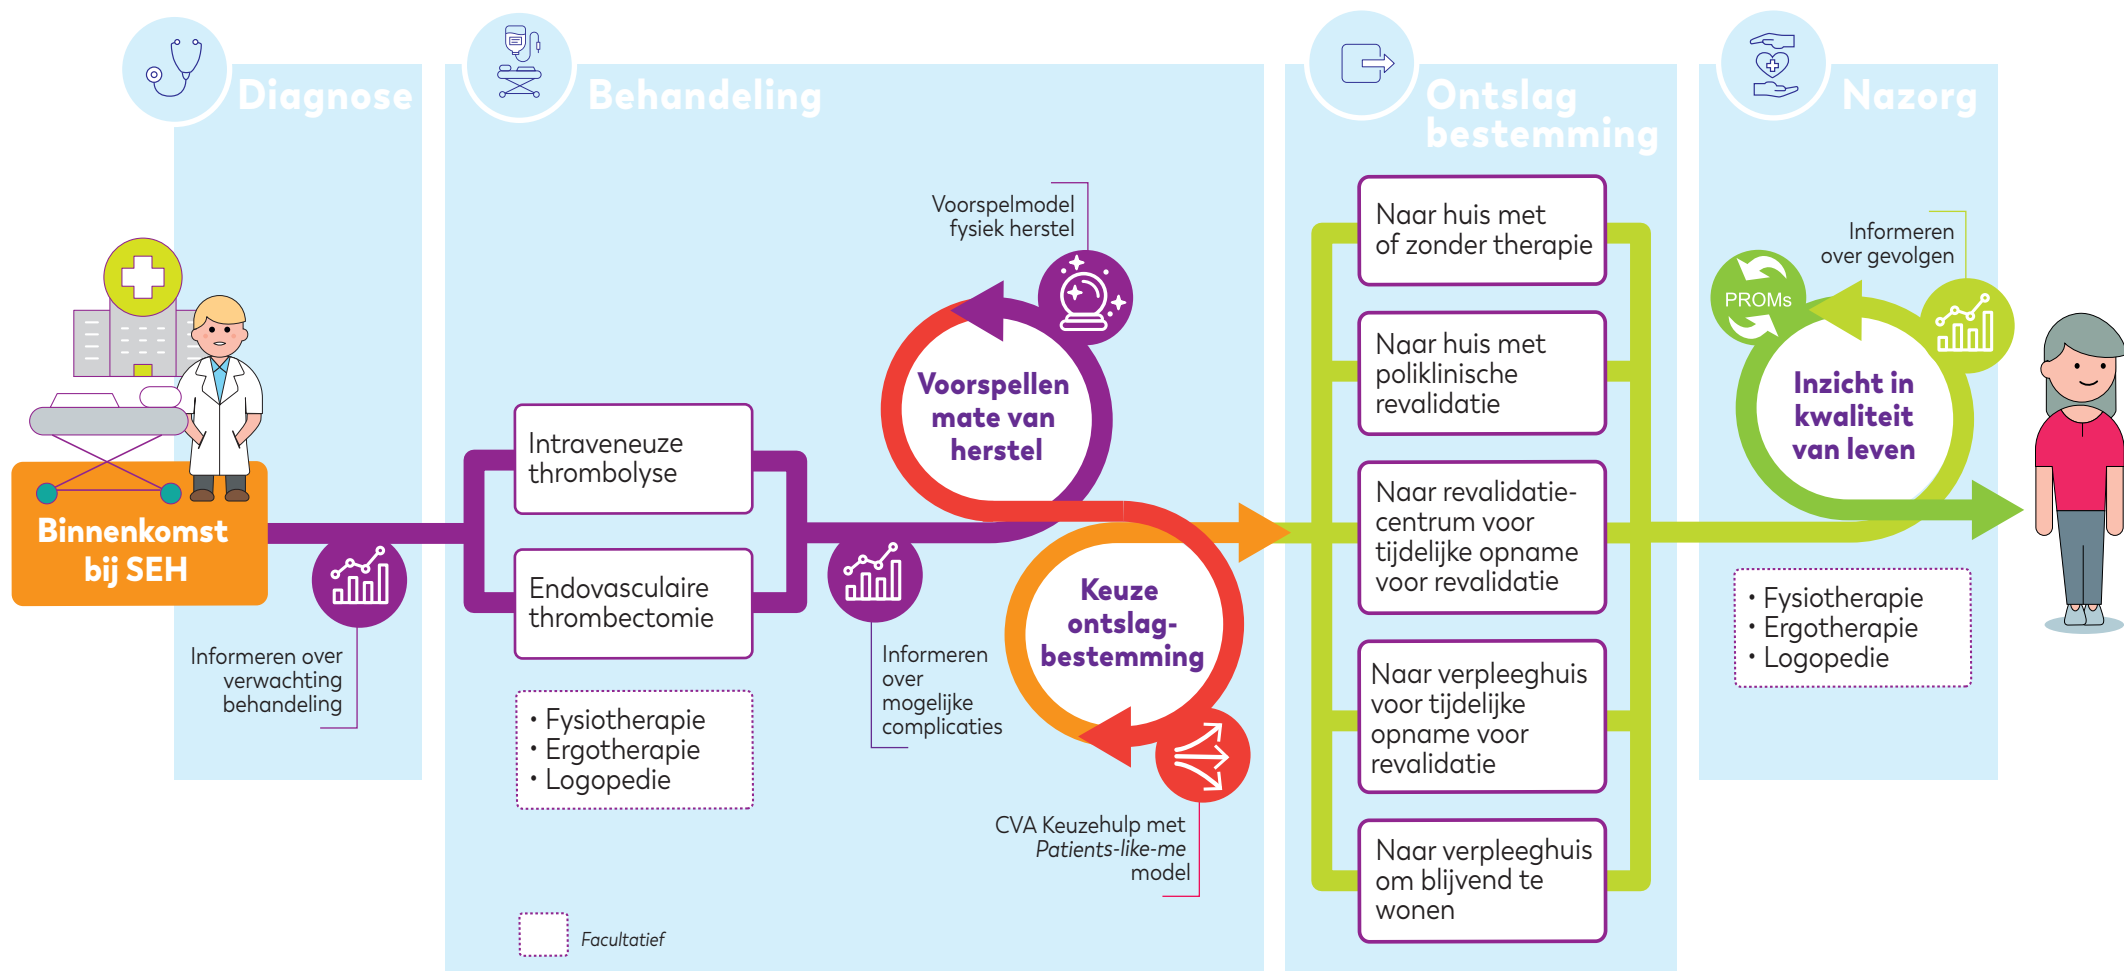 Diagnose
Behandeling
Ontslag
bestemming
Nazorg
Binnenkomst
bij SEH
Informeren over
verwachting
behandeling
Intraveneuze
thrombolyse
Endovasculaire
thrombectomie
• Fysiotherapie
• Ergotherapie
• Logopedie
Informeren
over
mogelijke
complicaties
Voorspelmodel
fysiek herstel
Voorspellen
mate van
herstel
Keuze
ontslag-
bestemming
CVA Keuzehulp met
Patients-like-me
model
Facultatief
Naar huis met
of zonder therapie
Naar huis met
poliklinische
revalidatie
Naar revalidatie-
centrum voor
tijdelijke opname
voor revalidatie
Naar verpleeghuis
voor tijdelijke
opname voor
revalidatie
Naar verpleeghuis
om blijvend te
wonen
Informeren
over gevolgen
PROMs
Inzicht in
kwaliteit
van leven
• Fysiotherapie
• Ergotherapie
• Logopedie